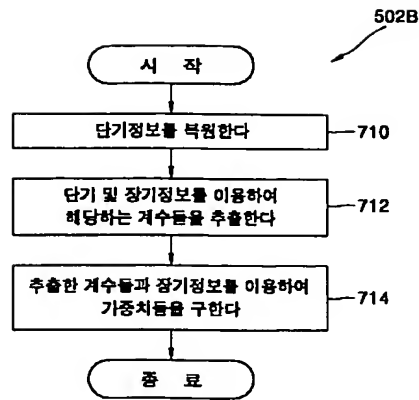 502B
시 작
단기정보를 복원한다
710
단기 및 장기정보를 이용하여
해당하는 계수들을 추출한다
712
추출한 계수들과 장기정보를 이용하여
가중치들을 구한다
714
종 료